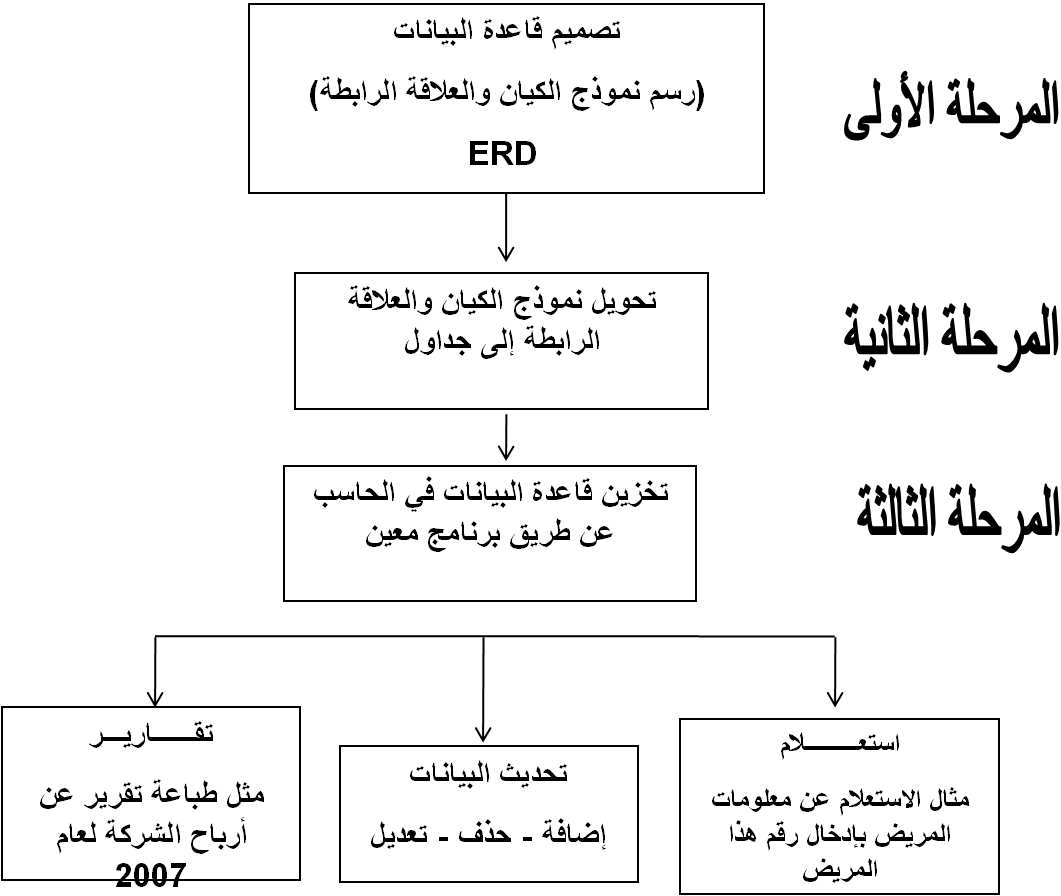 المرحلة الأولى
تصميم قاعدة البيانات
(رسم نموذج الكيان والعلاقة الرابطة)
ERD
المرحلة الثانية
تحويل نموذج الكيان والعلاقة
الرابطة إلى جداول
المرحلة الثالثة
تخزين قاعدة البيانات في الحاسب
عن طريق برنامج معين
استعـــــــــلام
مثال الاستعلام عن معلومات
المريض بإدخال رقم هذا
المريض
تحديث البيانات
إضافة - حذف - تعديل
تقـــــــاريـــر
مثل طباعة تقرير عن
أرباح الشركة لعام
2007